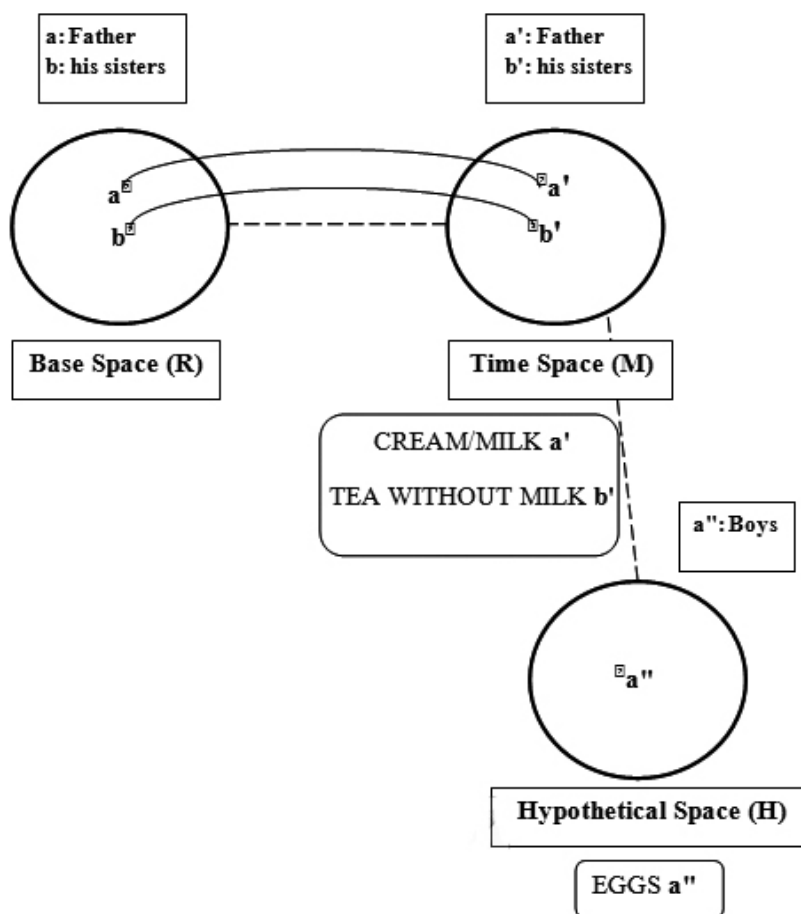 a: Father
b: his sisters
a': Father
b': his sisters
a
a'
b
b'
Base Space (R)
Time Space (M)
CREAM/MILK a'
TEA WITHOUT MILK b'
a": Boys
a"
Hypothetical Space (H)
EGGS a"